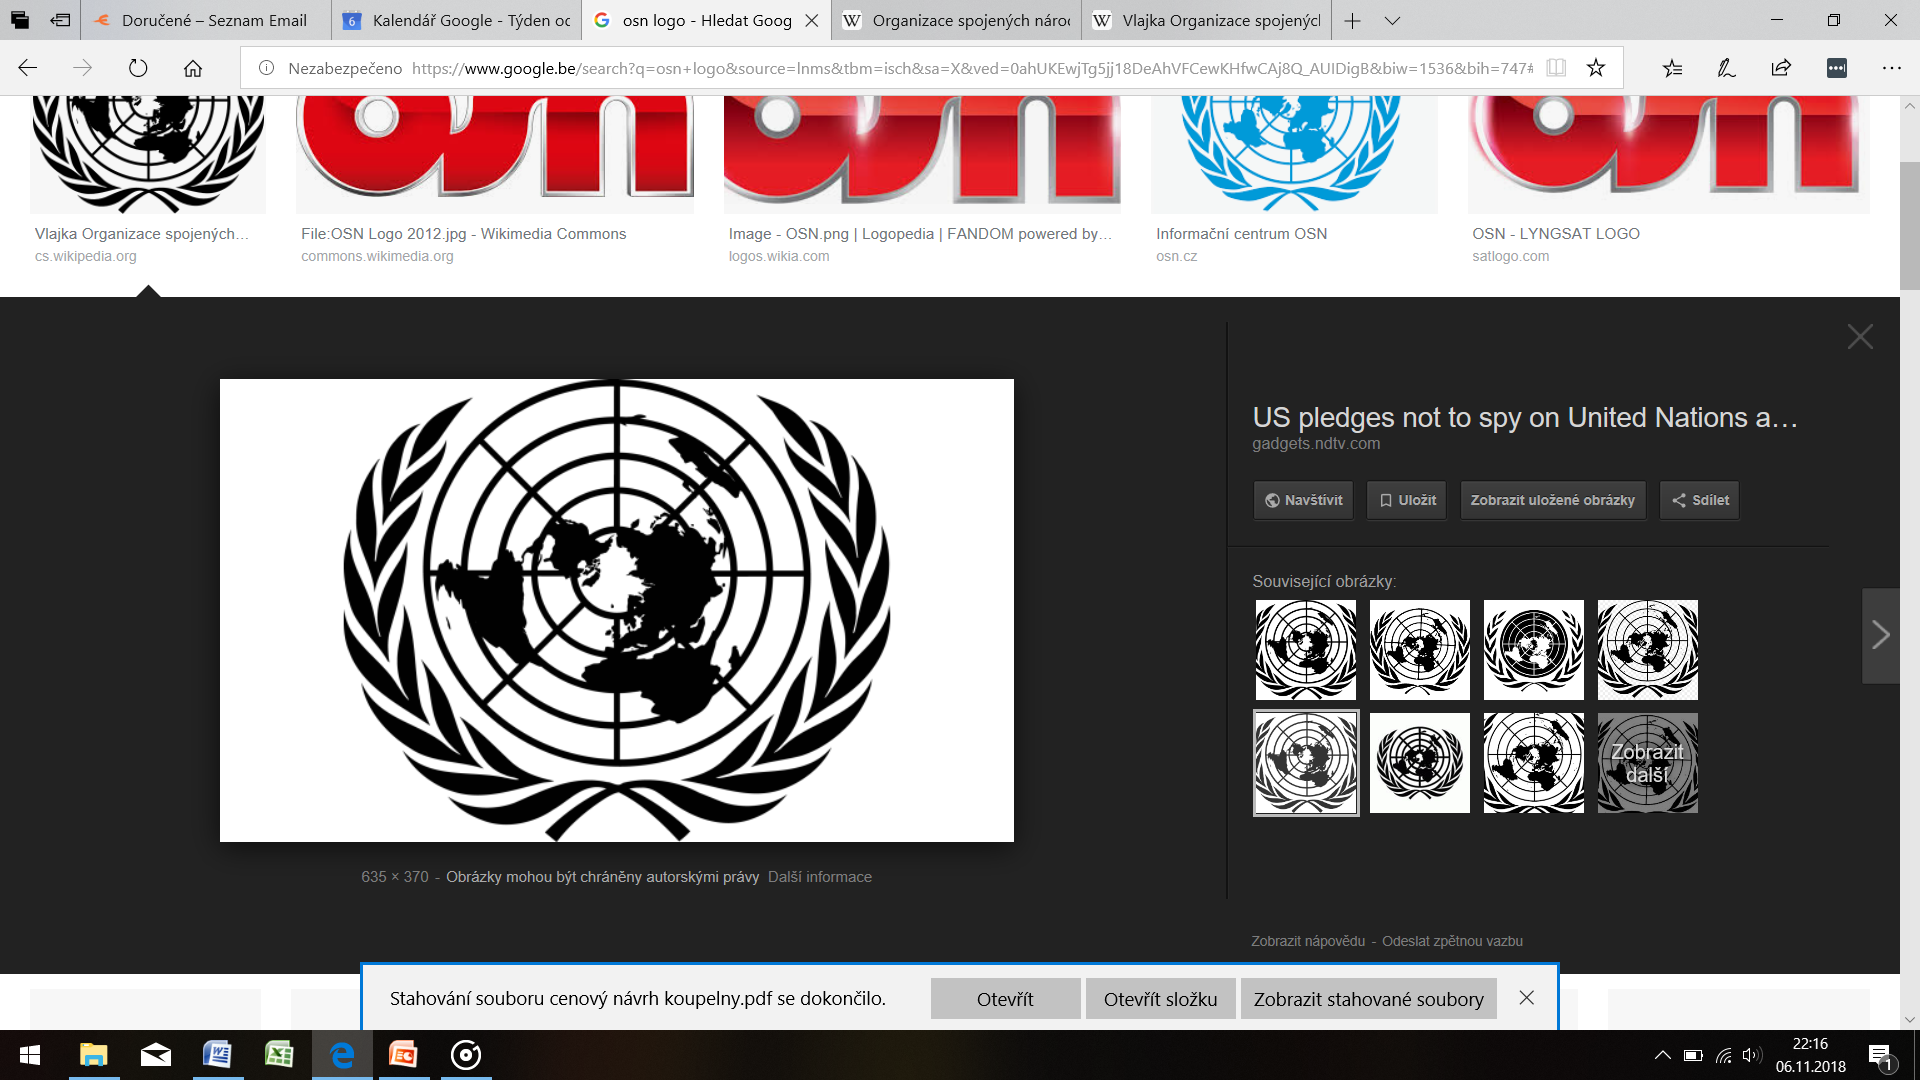 Doručené – Seznam Email
Kalendář Google - Týden oc
osn logo - Hledat Goog
Organizace spojených národ
Vlajka Organizace spojených
Nezabezpečeno https://www.google.be/search?q=osn+logo&source=lnms&tbm=isch&sa=X&ved=0ahUKEwjTg5jj18DeAhVFCewKHfwCAj8Q_AUIDigB&biw=1536&bih=747#
osn
osn
osn
Vlajka Organizace spojených…
cs.wikipedia.org
File:OSN Logo 2012.jpg - Wikimedia Commons
commons.wikimedia.org
Image - OSN.png | Logopedia | FANDOM powered by…
logos.wikia.com
Informační centrum OSN
osn.cz
OSN - LYNGSAT LOGO
satlogo.com
US pledges not to spy on United Nations a…
gadgets.ndtv.com
Navštívit
Uložit
Zobrazit uložené obrázky
Sdílet
Související obrázky:
Zobrazit
další
635 × 370 - Obrázky mohou být chráněny autorskými právy Další informace
Zobrazit nápovědu - Odeslat zpětnou vazbu
Stahování souboru cenový návrh koupelny.pdf se dokončilo.
Otevřít
Otevřít složku
Zobrazit stahované soubory
22:16
06.11.2018
1